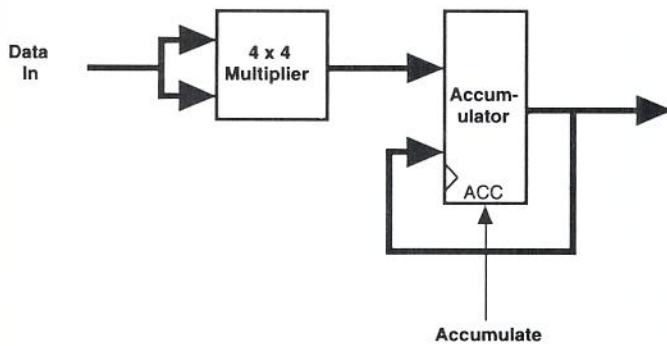 Data
In
4 x 4
Multiplier
Accum-
ulator
ACC
Accumulate